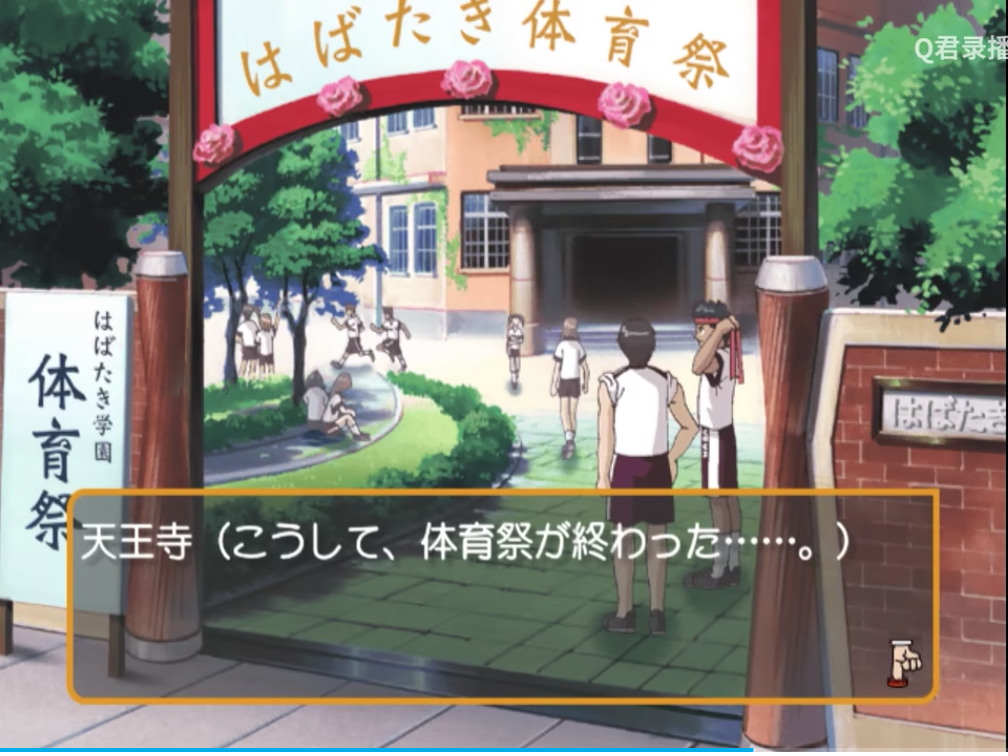 はばたき体育祭
Q君录播
はばたき学園
体育祭
はばたき
天王寺（こうして、体育祭が終わった……。）